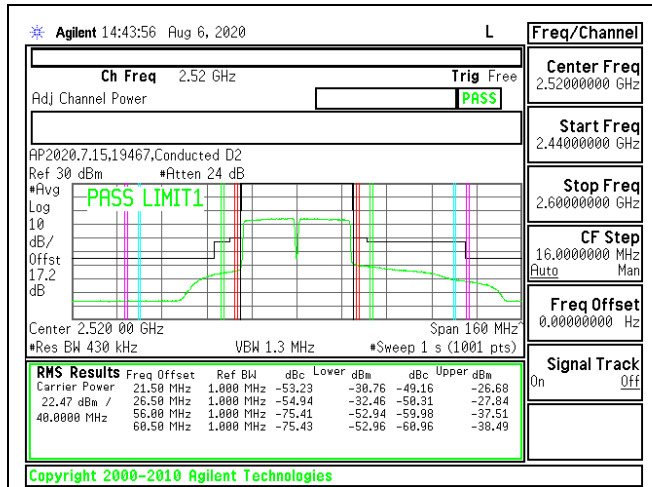 Agilent 14:43:56 Aug 6, 2020 L
Freq/Channel
Ch Freq 2.52 GHz Trig Free
Adj Channel Power PASS
Center Freq
2.52000000 GHz
Start Freq
2.44000000 GHz
Stop Freq
2.60000000 GHz
CF Step
16.0000000 MHz
Auto Man
Freq Offset
0.00000000 Hz
Signal Track
On Off
AP2020.7.15,19467,Conducted D2
Ref 30 dBm #Atten 24 dB
#Avg
Log
10
dB/
Offst
17.2
dB
PASS LIMIT1
Center 2.520 00 GHz Span 160 MHz^
#Res BW 430 kHz VBW 1.3 MHz #Sweep 1 s (1001 pts)
RMS Results Freq Offset Ref BW dBc Lower dBm dBc Upper dBm
Carrier Power 21.50 MHz 1.000 MHz -53.23 -30.76 -49.16 -26.68
22.47 dBm / 26.50 MHz 1.000 MHz -54.94 -32.46 -50.31 -27.84
40.0000 MHz 56.00 MHz 1.000 MHz -75.41 -52.94 -59.98 -37.51
60.50 MHz 1.000 MHz -75.43 -52.96 -60.96 -38.49
Copyright 2000-2010 Agilent Technologies